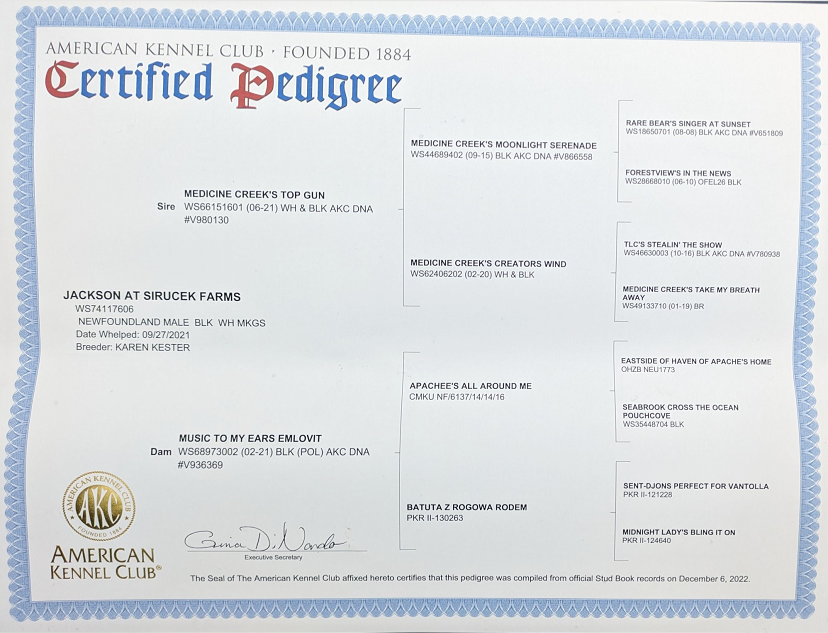 AMERICAN KENNEL CLUB · FOUNDED 1884
Certified Pedigree
RARE BEAR'S SINGER AT SUNSET
WS18650701 (08-08) BLK AKC DNA #V651809
MEDICINE CREEK'S MOONLIGHT SERENADE
WS44689402 (09-15) BLK AKC DNA #V866558
FORESTVIEW'S IN THE NEWS
WS28668010 (06-10) OFEL26 BLK
MEDICINE CREEK'S TOP GUN
Sire WS66151601 (06-21) WH & BLK AKC DNA
#V980130
TLC'S STEALIN' THE SHOW
WS46630003 (10-16) BLK AKC DNA #V780938
MEDICINE CREEK'S CREATORS WIND
WS62406202 (02-20) WH & BLK
MEDICINE CREEK'S TAKE MY BREATH
AWAY
WS49133710 (01-19) BR
JACKSON AT SIRUCEK FARMS
WS74117606
NEWFOUNDLAND MALE BLK WH MKGS
Date Whelped: 09/27/2021
Breeder: KAREN KESTER
EASTSIDE OF HAVEN OF APACHE'S HOME
OHZB NEU1773
APACHEE'S ALL AROUND ME
CMKU NF/6137/14/14/16
SEABROOK CROSS THE OCEAN
POUCHCOVE
WS35448704 BLK
MUSIC TO MY EARS EMLOVIT
Dam WS68973002 (02-21) BLK (POL) AKC DNA
#V936369
SENT-DJONS PERFECT FOR VANTOLLA
PKR II-121228
BATUTA Z ROGOWA RODEM
PKR II-130263
MIDNIGHT LADY'S BLING IT ON
PKR II-124640
AMERICAN KENNEL CLUB
AKC
FOUNDED 1884
AMERICAN
KENNEL CLUB®
Gina DiNardo
Executive Secretary
The Seal of The American Kennel Club affixed hereto certifies that this pedigree was compiled from official Stud Book records on December 6, 2022.